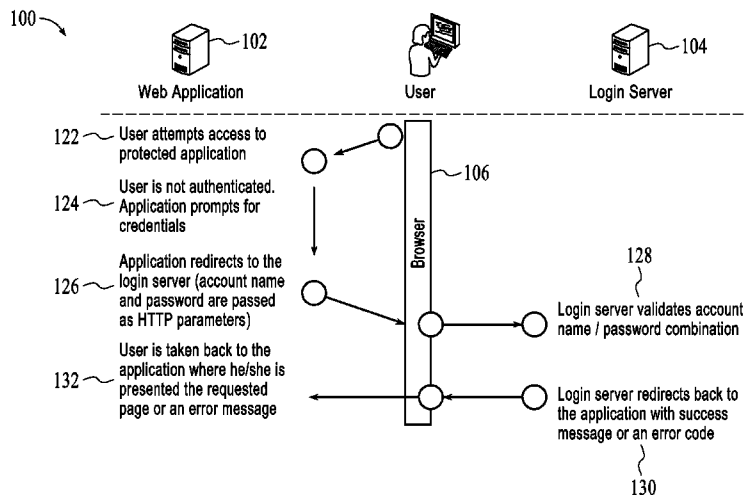 100
102
104
Web Application
User
Login Server
122
User attempts access to
protected application
106
124
User is not authenticated.
Application prompts for
credentials
Browser
126
Application redirects to the
login server (account name
and password are passed
as HTTP parameters)
128
Login server validates account
name / password combination
132
User is taken back to the
application where he/she is
presented the requested
page or an error message
Login server redirects back to
the application with success
message or an error code
130